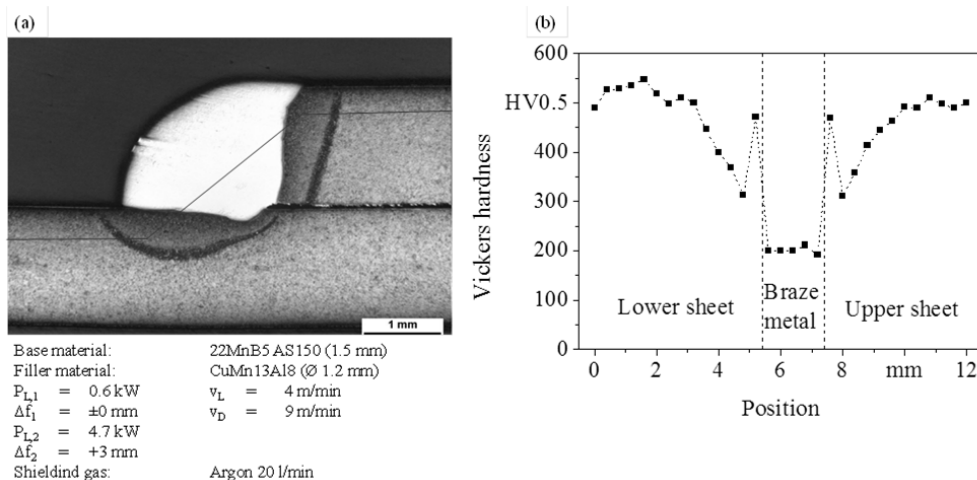 (a)
1 mm
Base material: 22MnB5 AS150 (1.5 mm)
Filler material: CuMn13Al8 (Ø 1.2 mm)
P_L,1 = 0.6 kW v_L = 4 m/min
Δf_1 = ±0 mm v_D = 9 m/min
P_L,2 = 4.7 kW
Δf_2 = +3 mm
Shieldind gas: Argon 20 l/min
(b)
600
HV0.5
400
300
200
100
0
Vickers hardness
Lower sheet
Braze metal
Upper sheet
0 2 4 6 8 mm 12
Position